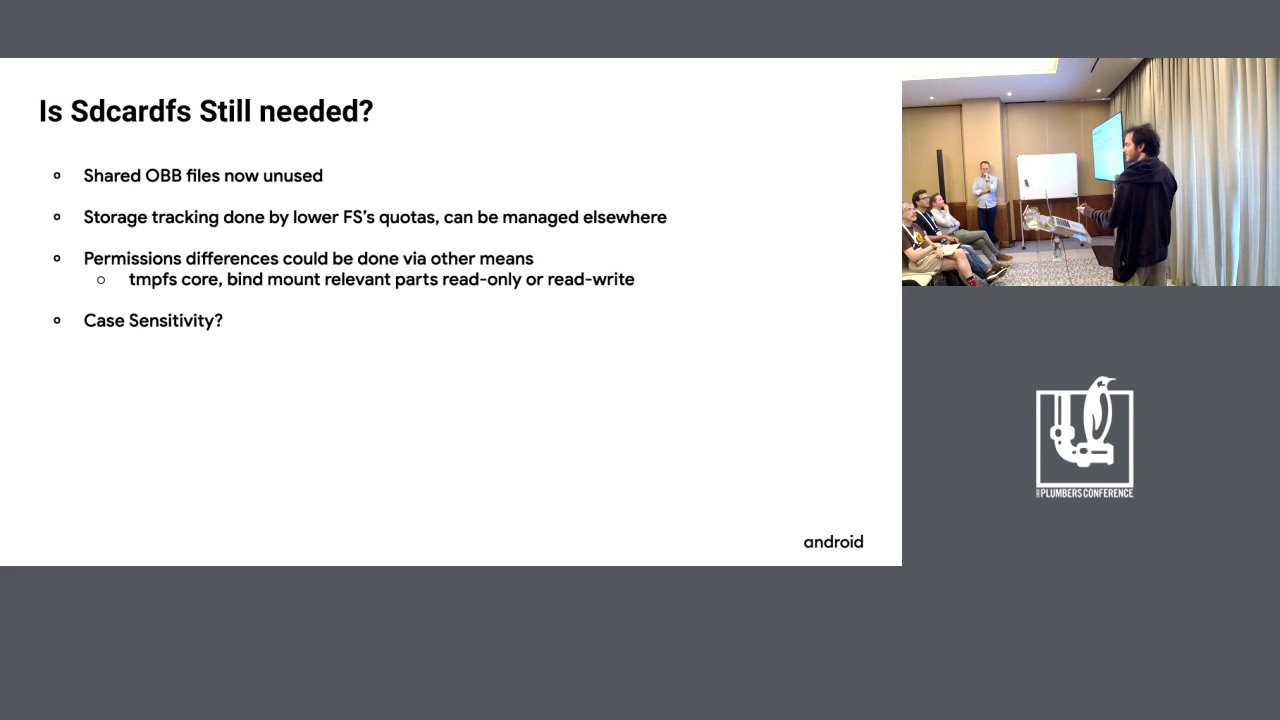 Is Sdcardfs Still needed?
Shared OBB files now unused
Storage tracking done by lower FS's quotas, can be managed elsewhere
Permissions differences could be done via other means
tmpfs core, bind mount relevant parts read-only or read-write
Case Sensitivity?
android
PLUMBERS CONFERENCE